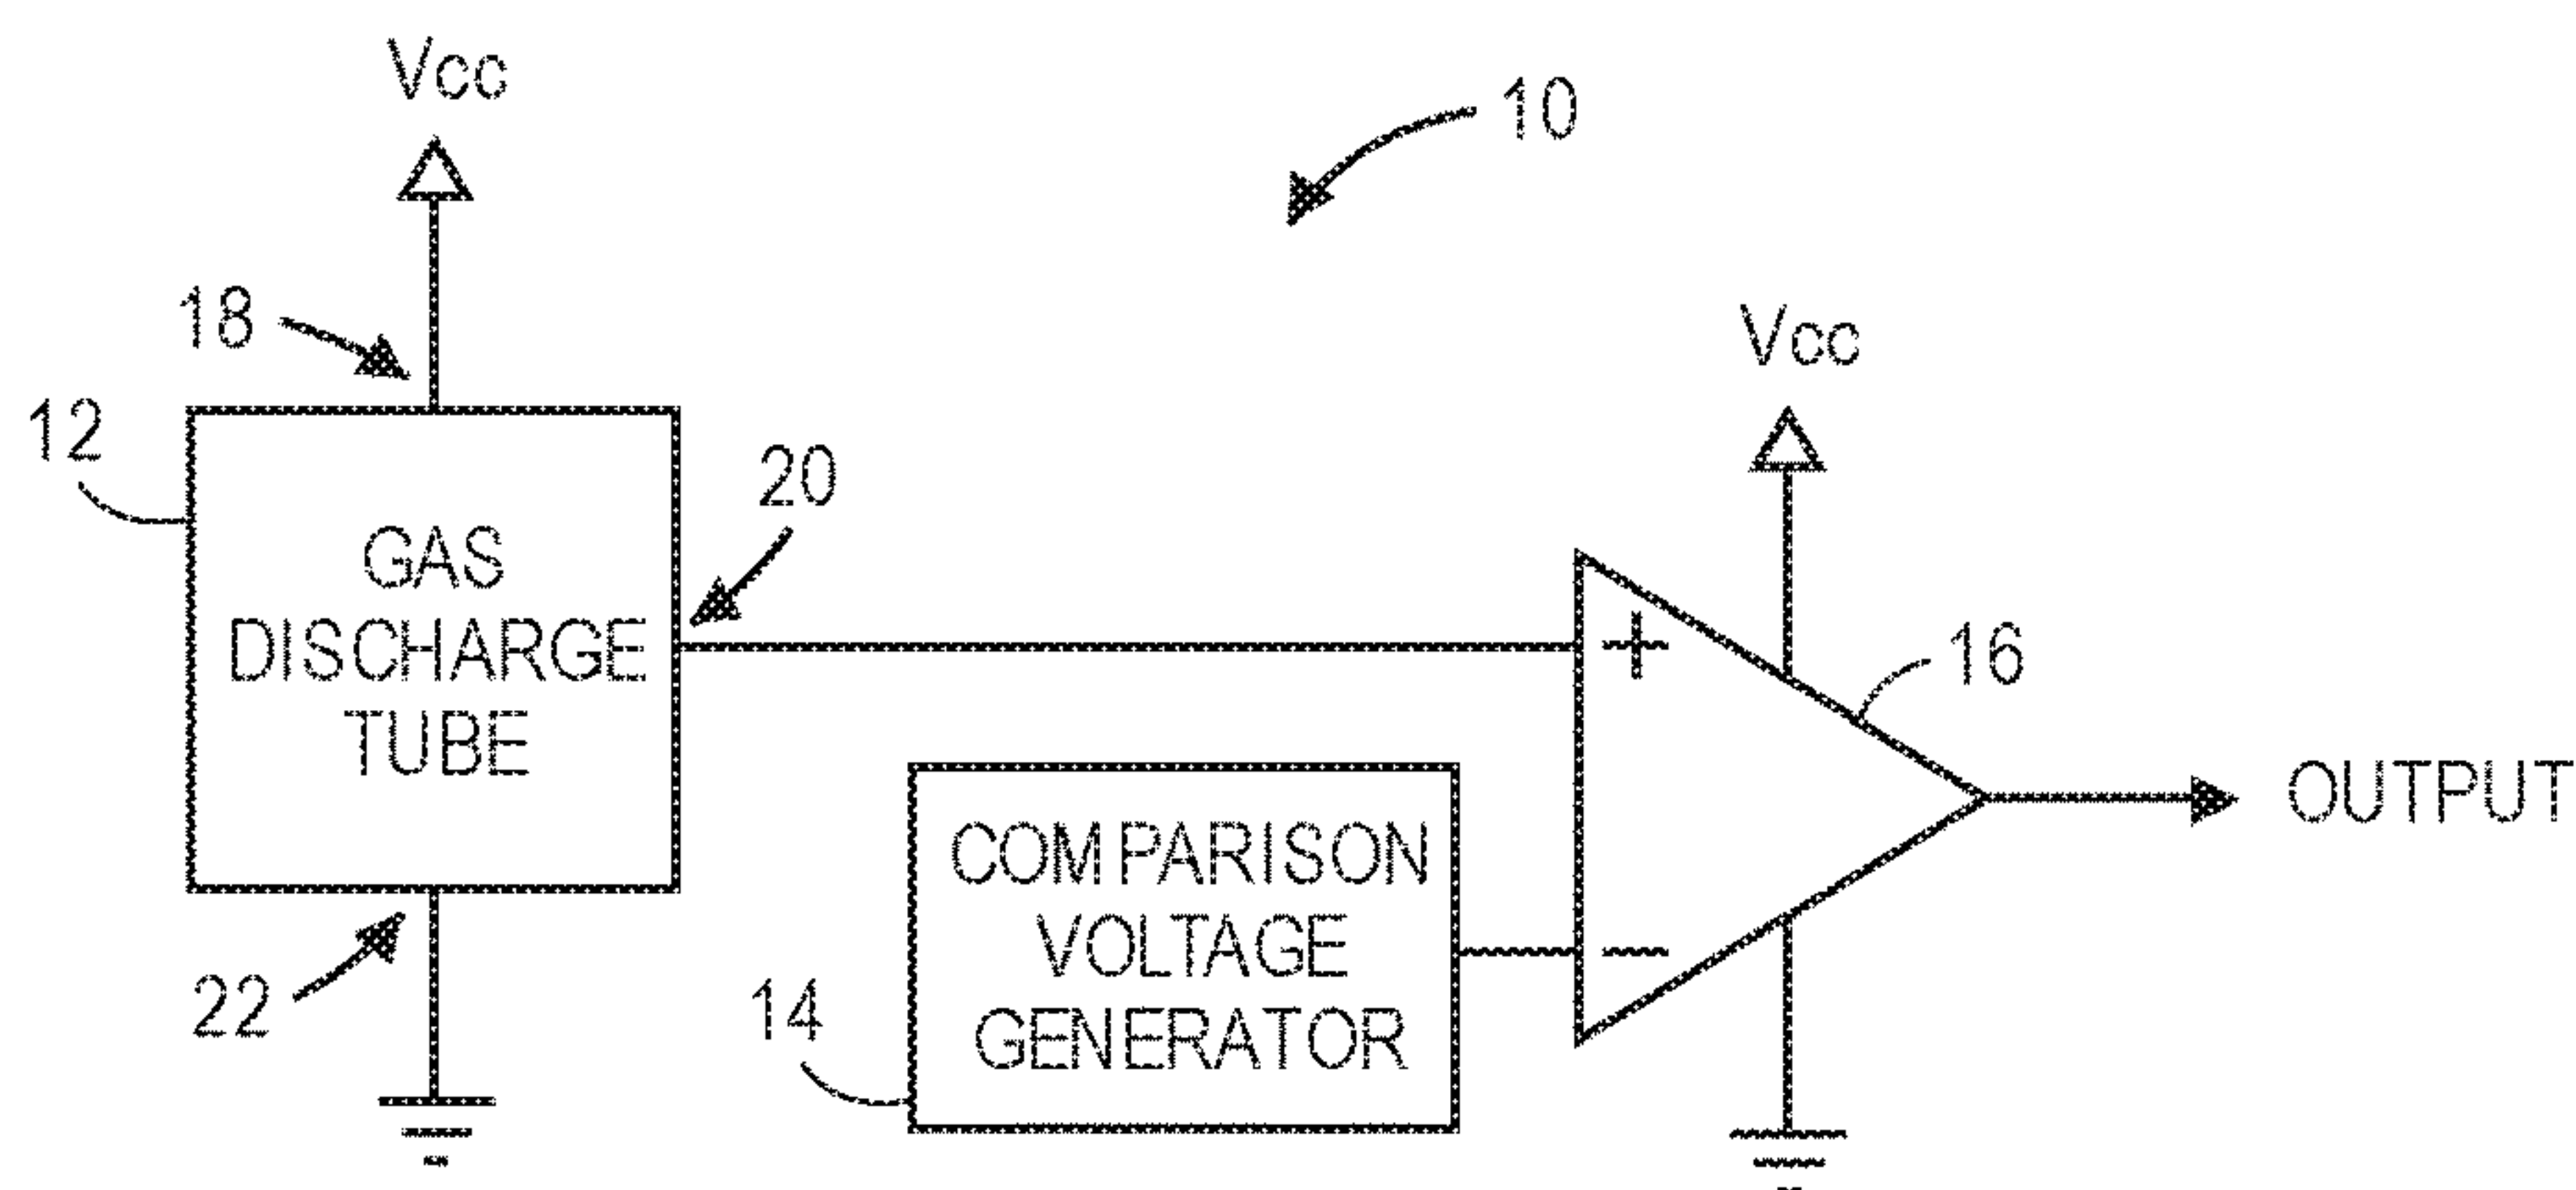 Vcc
10
18
Vcc
12
20
GAS
DISCHARGE
TUBE
+
16
OUTPUT
COMPARISON
VOLTAGE
GENERATOR
−
22
14